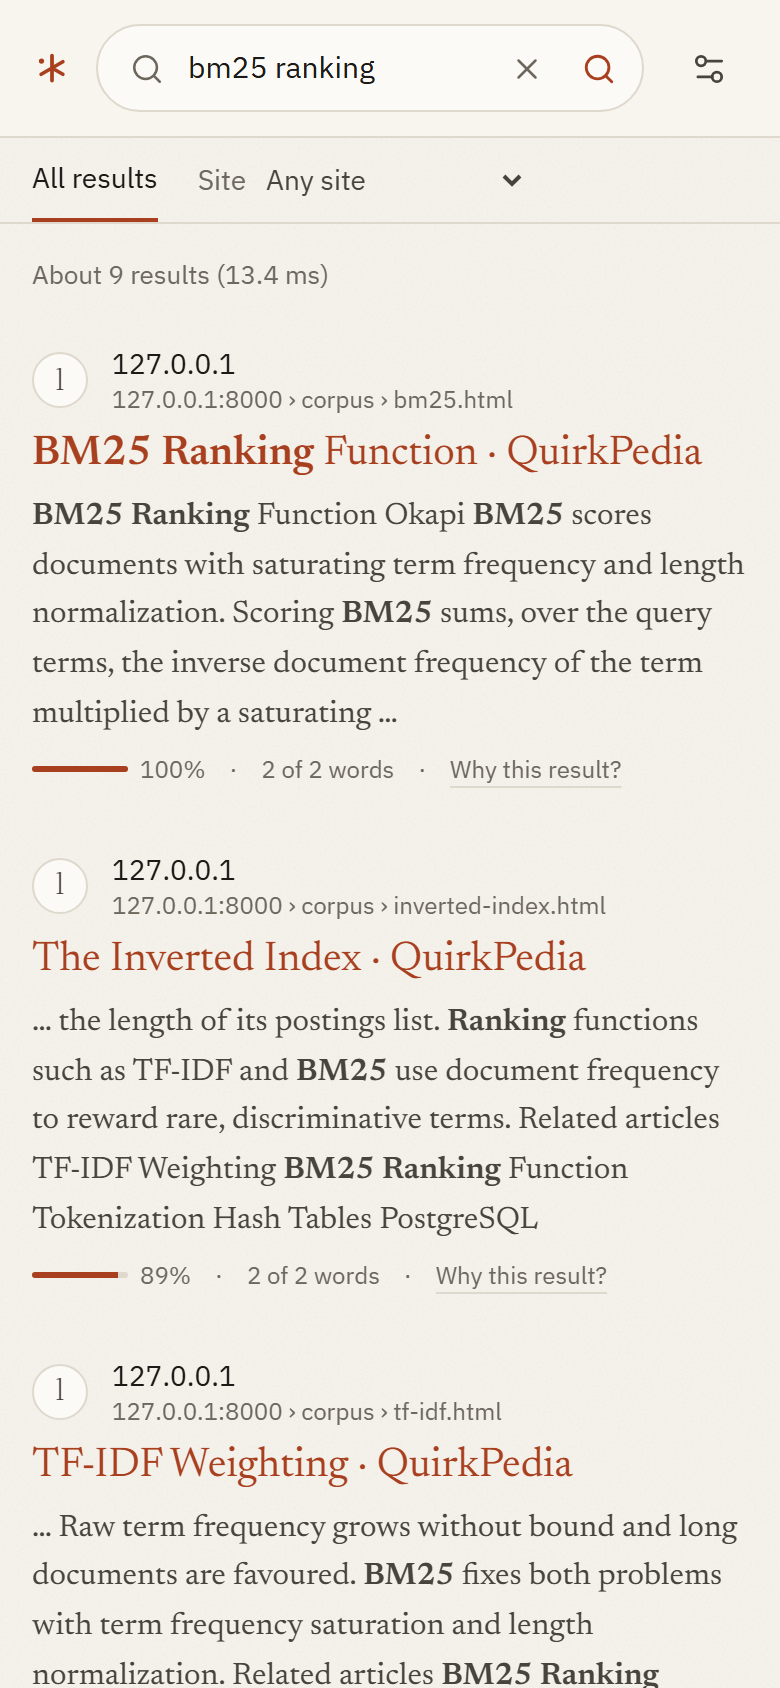 bm25 ranking
All results Site Any site
About 9 results (13.4 ms)
1
127.0.0.1
127.0.0.1:8000 › corpus › bm25.html
BM25 Ranking Function · QuirkPedia
BM25 Ranking Function Okapi BM25 scores
documents with saturating term frequency and length
normalization. Scoring BM25 sums, over the query
terms, the inverse document frequency of the term
multiplied by a saturating ...
100% · 2 of 2 words · Why this result?
1
127.0.0.1
127.0.0.1:8000 › corpus › inverted-index.html
The Inverted Index · QuirkPedia
... the length of its postings list. Ranking functions
such as TF-IDF and BM25 use document frequency
to reward rare, discriminative terms. Related articles
TF-IDF Weighting BM25 Ranking Function
Tokenization Hash Tables PostgreSQL
89% · 2 of 2 words · Why this result?
1
127.0.0.1
127.0.0.1:8000 › corpus › tf-idf.html
TF-IDF Weighting · QuirkPedia
... Raw term frequency grows without bound and long
documents are favoured. BM25 fixes both problems
with term frequency saturation and length
normalization. Related articles BM25 Ranking